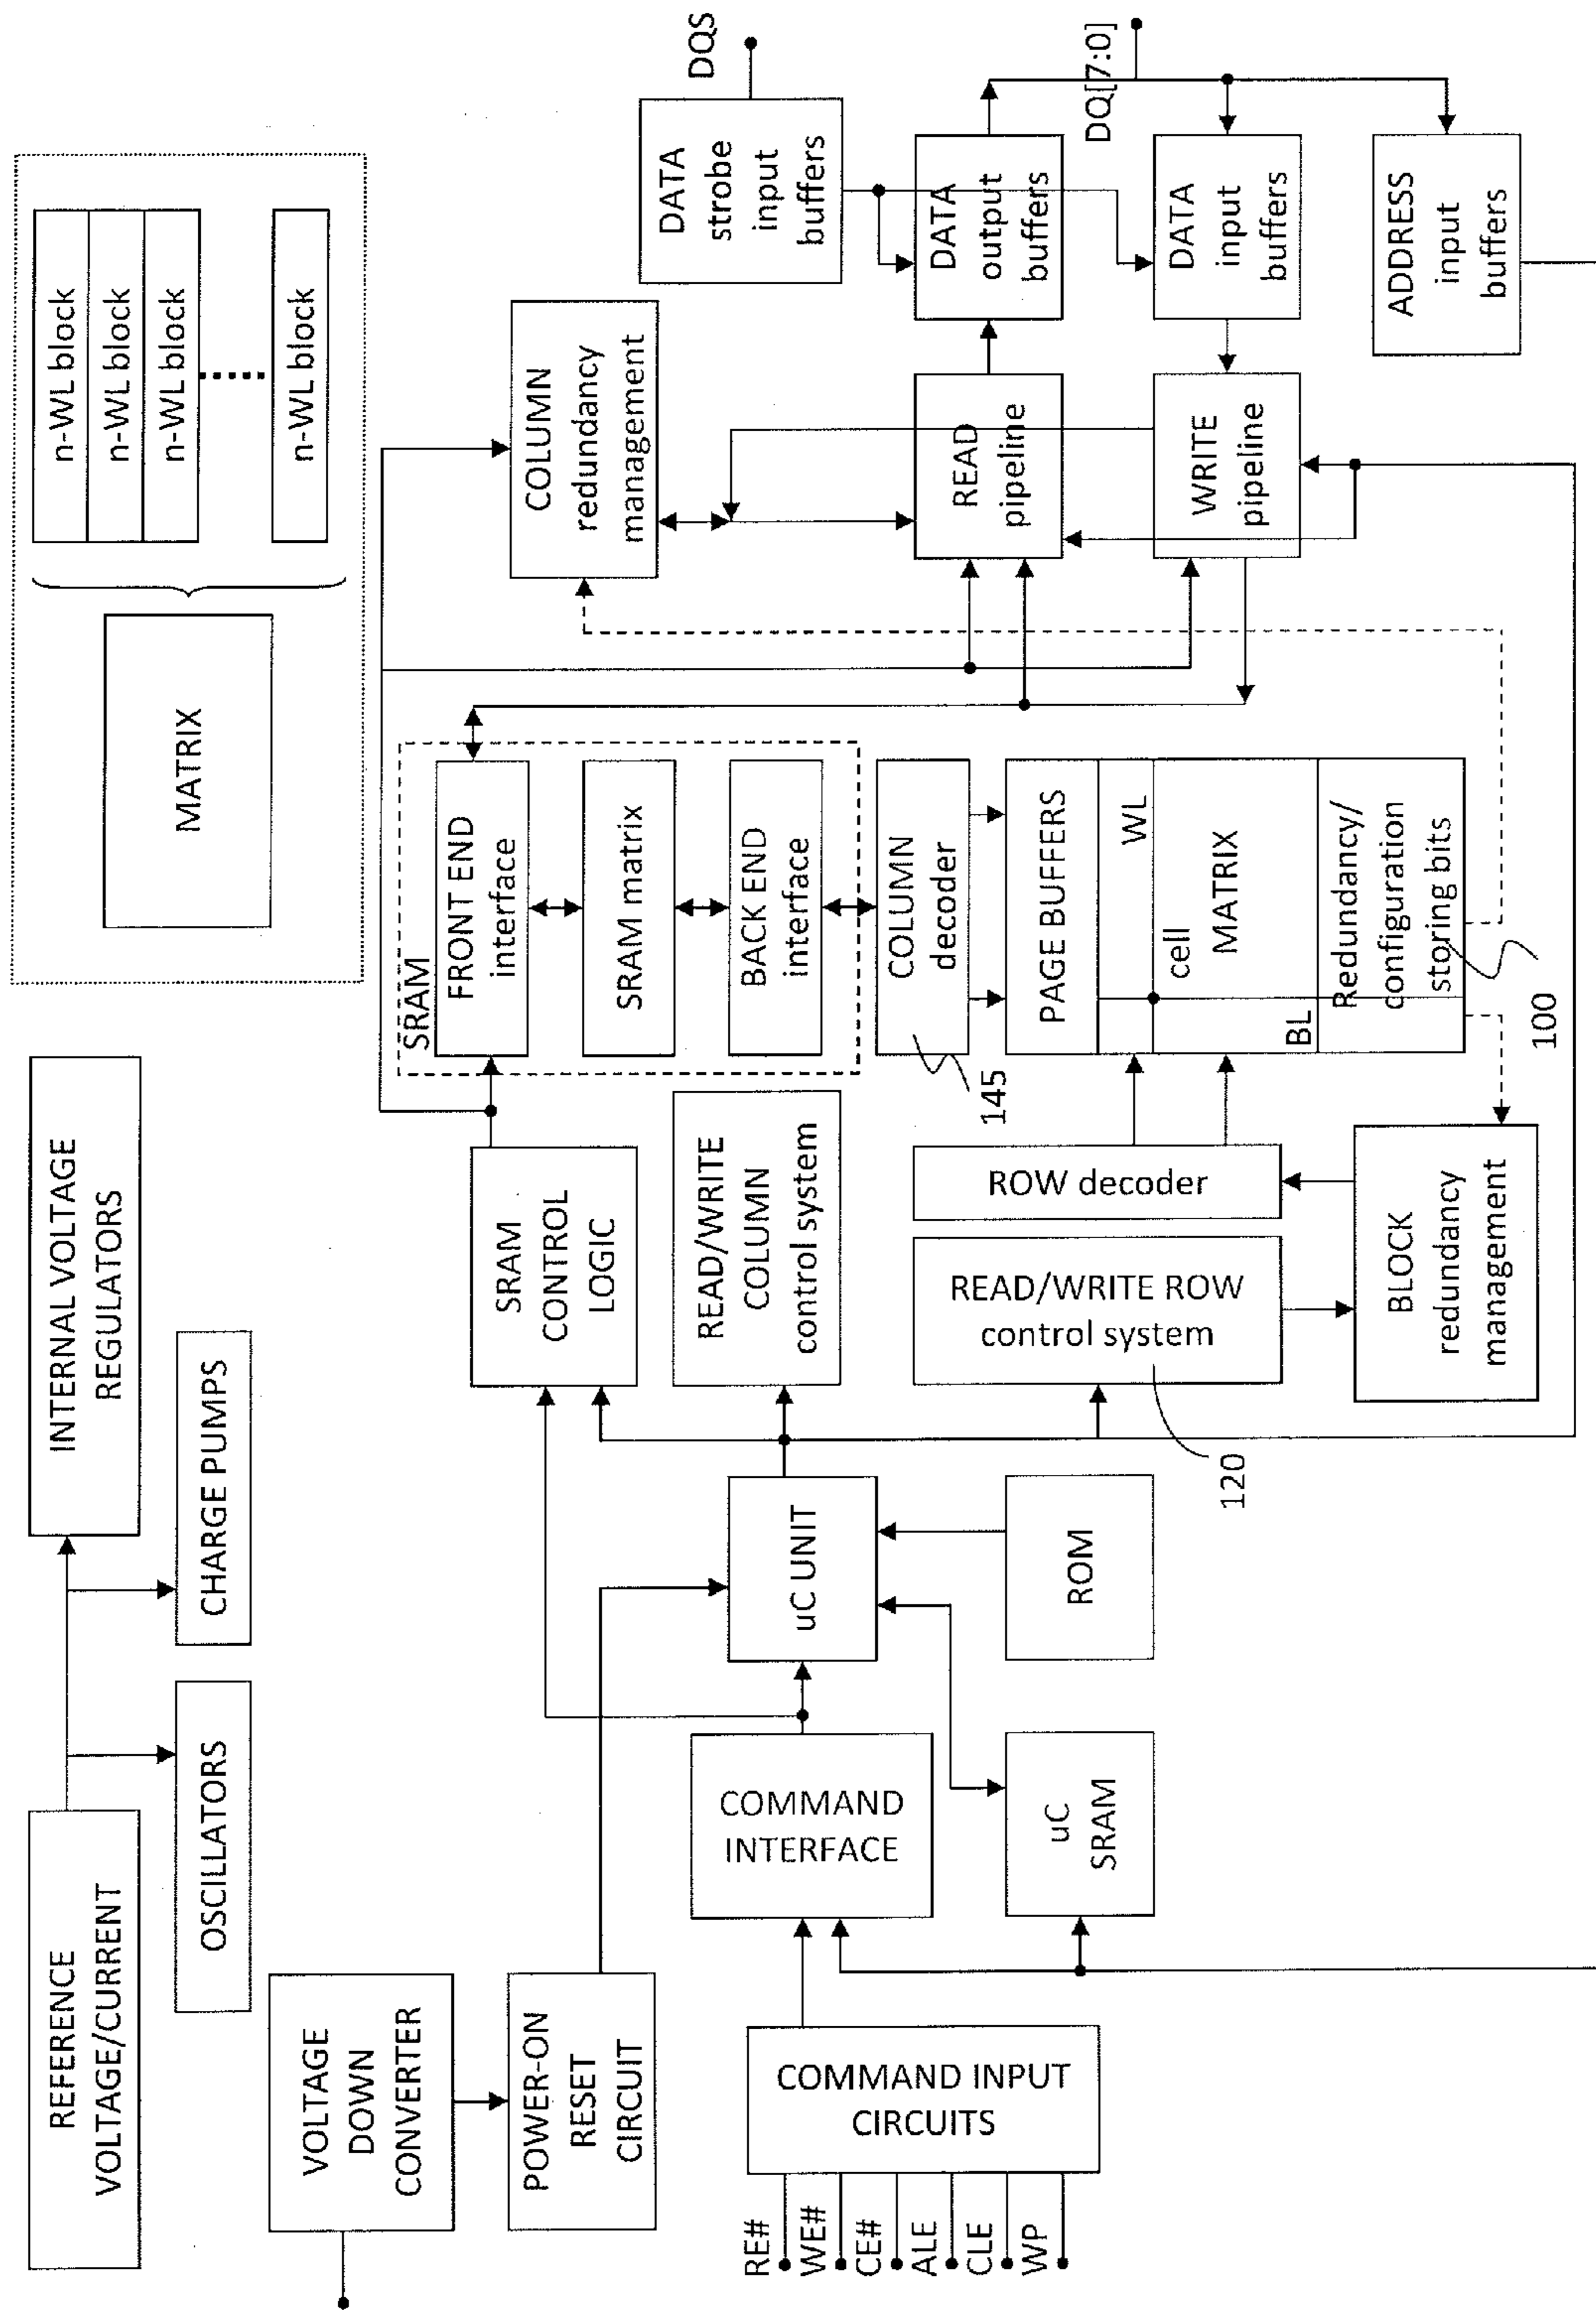 REFERENCE
VOLTAGE/CURRENT
INTERNAL VOLTAGE
REGULATORS
OSCILLATORS
CHARGE PUMPS
MATRIX
n-WL block
n-WL block
n-WL block
n-WL block
VOLTAGE
DOWN
CONVERTER
POWER-ON
RESET
CIRCUIT
SRAM
CONTROL
LOGIC
SRAM
FRONT END
interface
SRAM matrix
BACK END
interface
COLUMN
redundancy
management
DATA
strobe
input
buffers
DQS
READ/WRITE
COLUMN
control system
COMMAND
INTERFACE
uC UNIT
COLUMN
decoder
145
RE#
WE#
CE#
ALE
CLE
WP
COMMAND INPUT
CIRCUITS
uC
SRAM
ROM
READ/WRITE ROW
control system
120
ROW decoder
PAGE BUFFERS
WL
cell
MATRIX
BL
Redundancy/
configuration
storing bits
100
BLOCK
redundancy
management
READ
pipeline
DATA
output
buffers
DQ[7:0]
WRITE
pipeline
DATA
input
buffers
ADDRESS
input
buffers